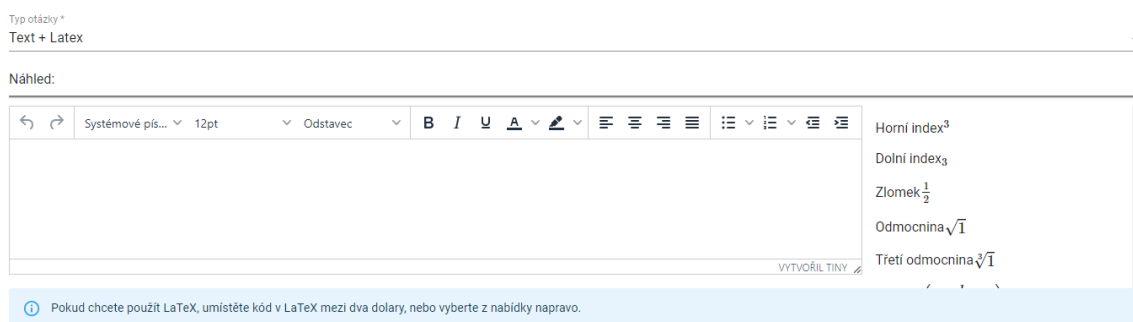 Typ otázky *
Text + Latex
Náhled:
Systémové pís... 12pt Odstavec B I U A
Horní index³
Dolní index₃
Zlomek 1/2
Odmocnina √1
Třetí odmocnina ∛1
VYTVOŘIL TINY
Pokud chcete použít LaTeX, umístěte kód v LaTeX mezi dva dolary, nebo vyberte z nabídky napravo.